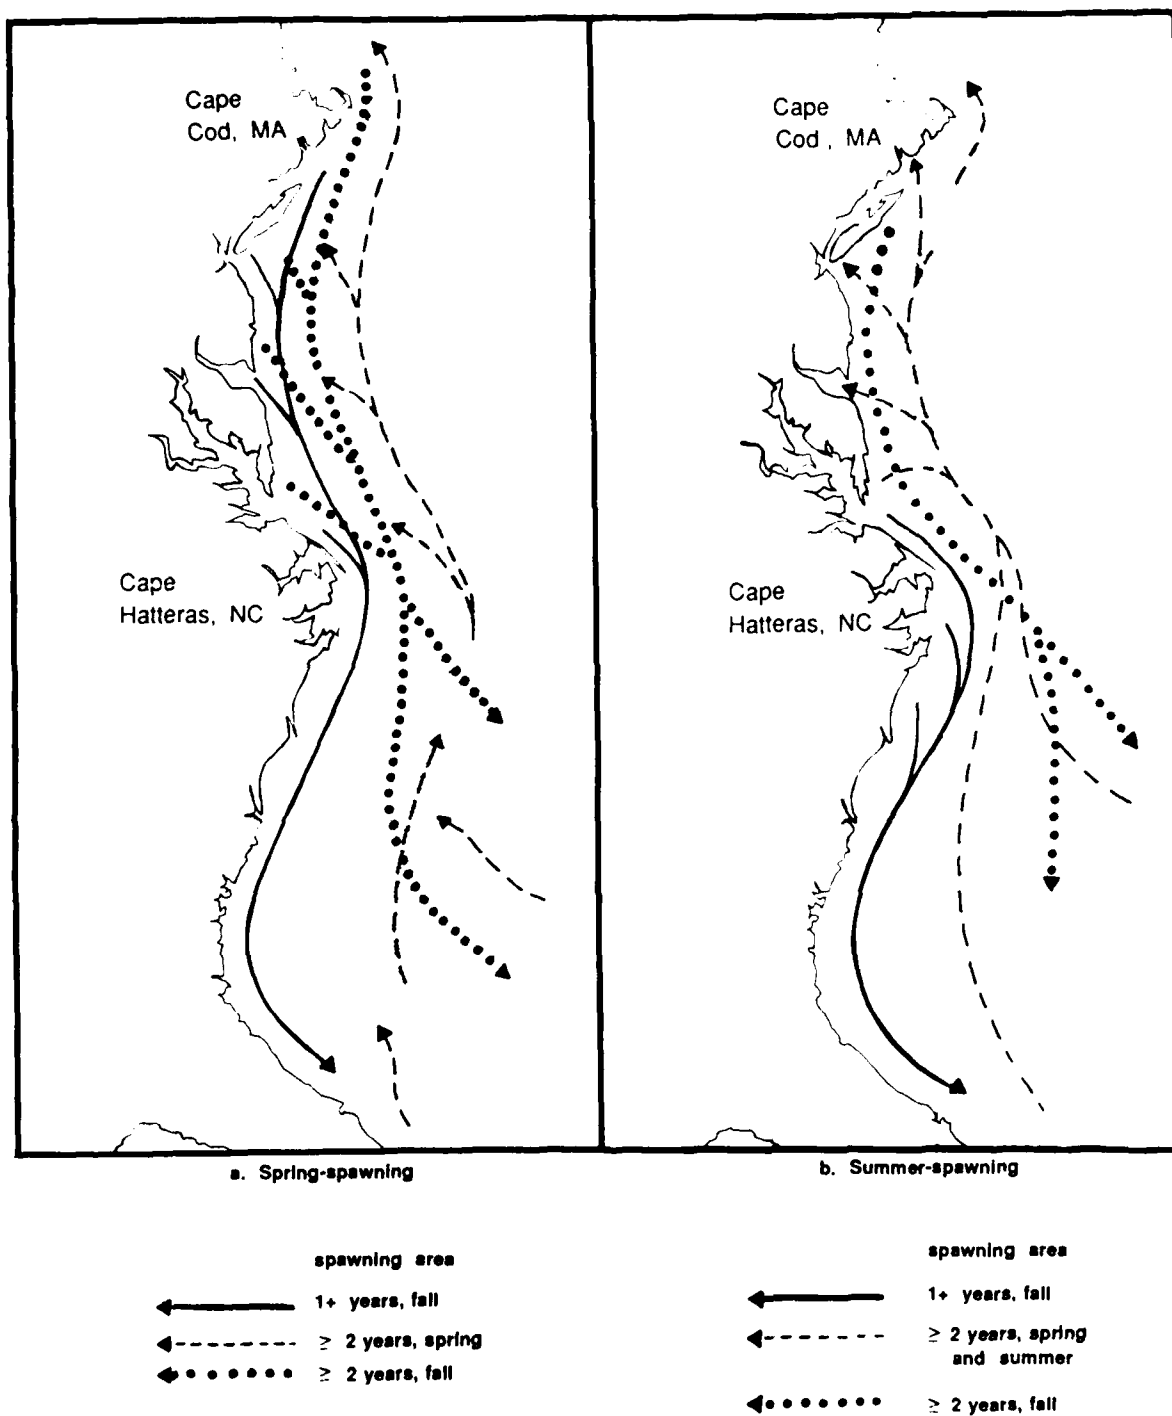 Cape
Cod, MA
Cape
Hatteras, NC
a. Spring-spawning
Cape
Cod, MA
Cape
Hatteras, NC
b. Summer-spawning
spawning area
1+ years, fall
≥ 2 years, spring
≥ 2 years, fall
spawning area
1+ years, fall
≥ 2 years, spring
and summer
≥ 2 years, fall